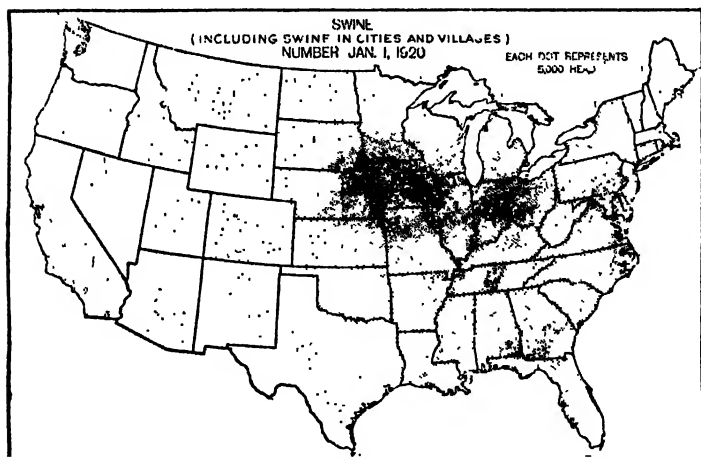 SWINE
(INCLUDING SWINE IN CITIES AND VILLAGES)
NUMBER JAN. 1, 1920
EACH DOT REPRESENTS
5,000 HEAD